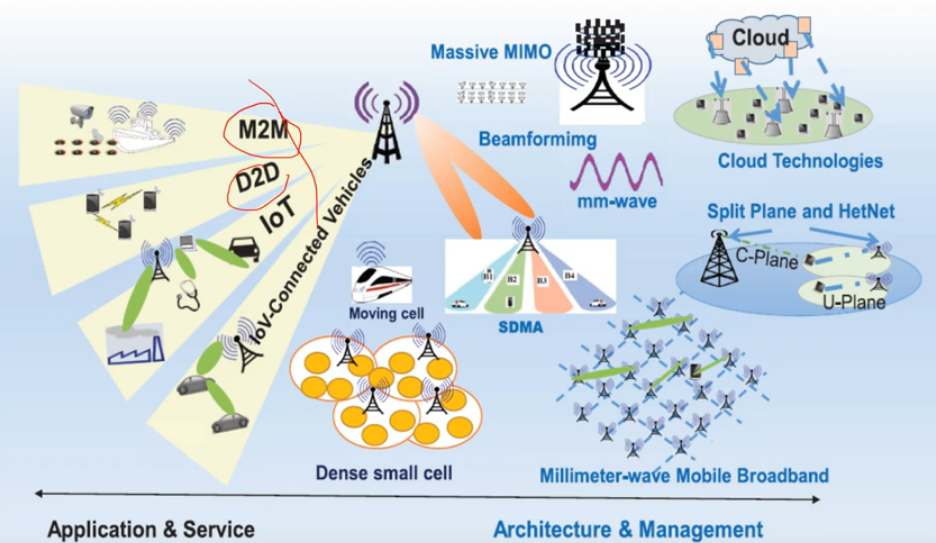 Massive MIMO
Cloud
M2M
Beamformimg
Cloud Technologies
D2D
mm-wave
IoT
Split Plane and HetNet
IoV-Connected Vehicles
C-Plane
B1 B2 B3 B4
U-Plane
Moving cell
SDMA
Dense small cell
Millimeter-wave Mobile Broadband
Application & Service
Architecture & Management